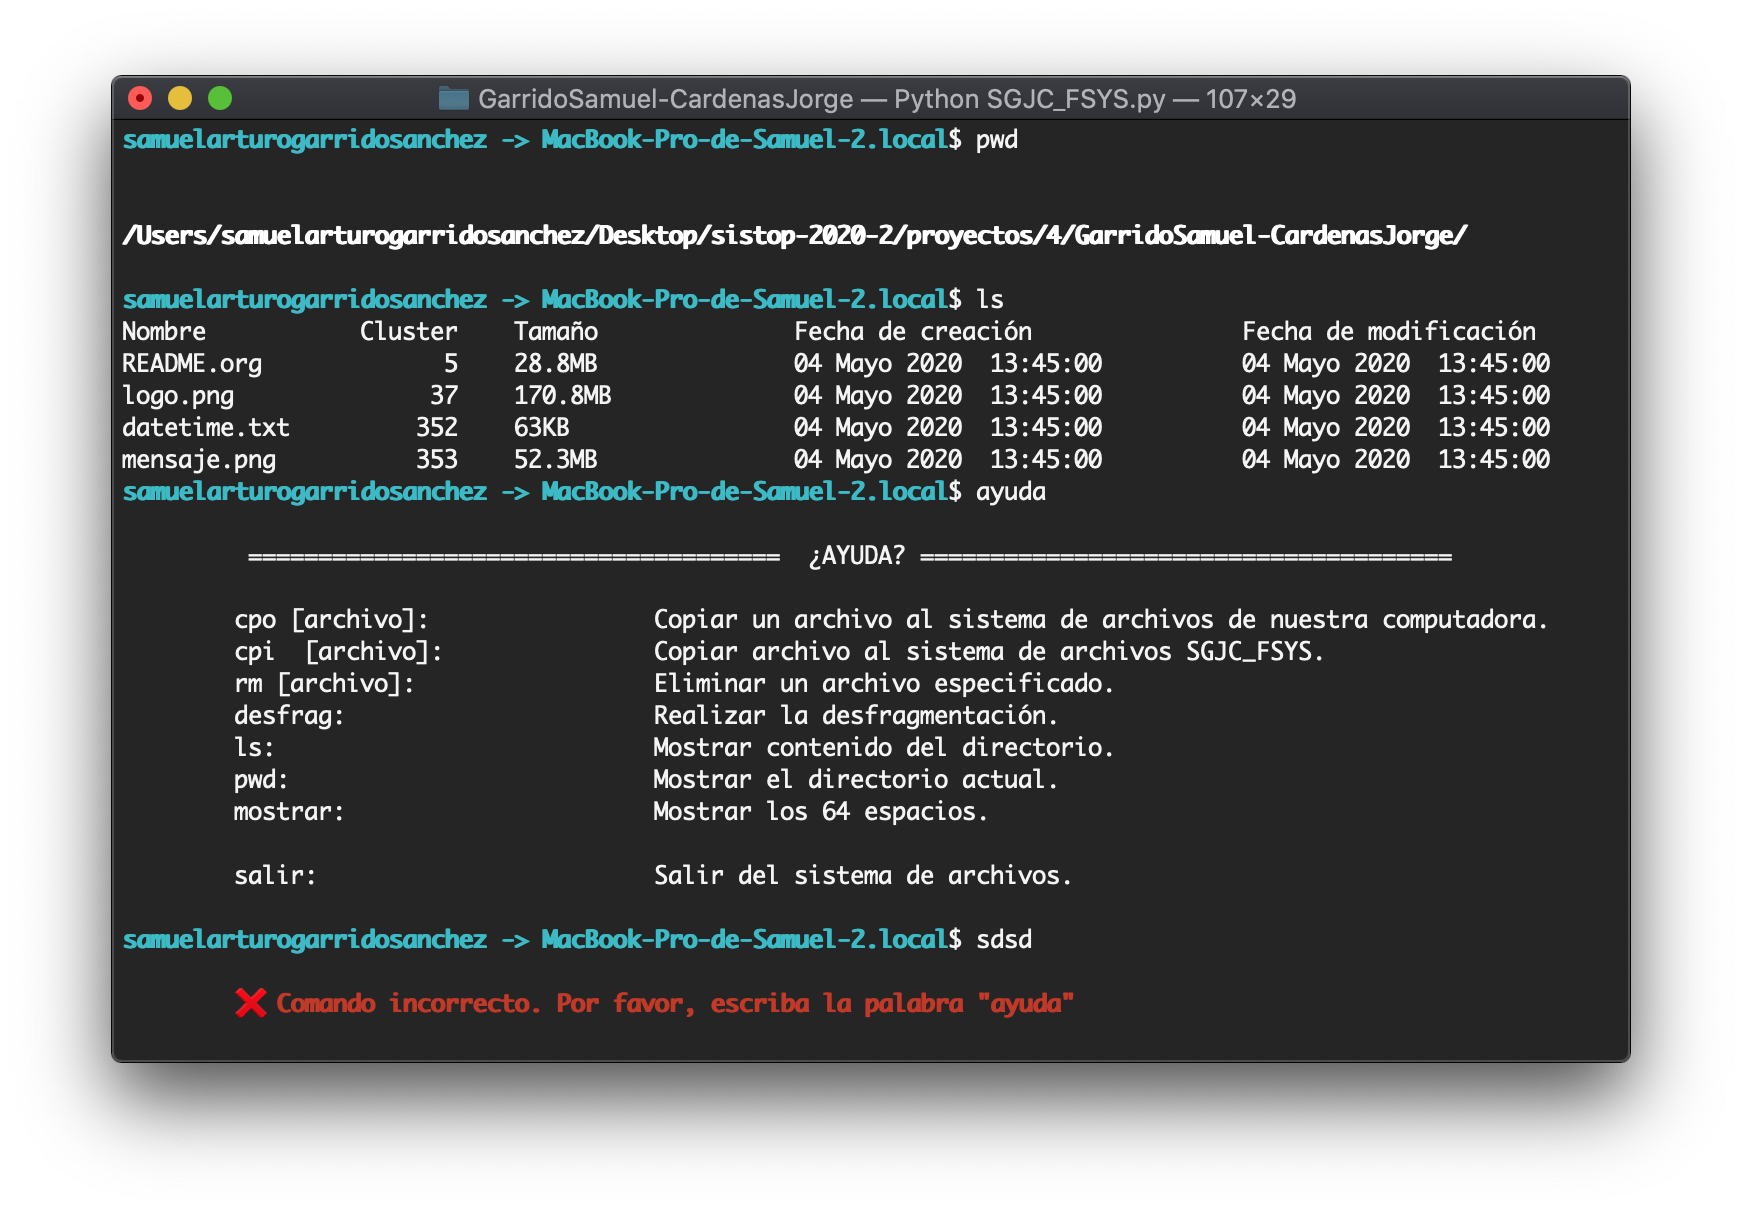 GarridoSamuel-CardenasJorge — Python SGJC_FSYS.py — 107×29
samuelarturogarridosanchez -> MacBook-Pro-de-Samuel-2.local$ pwd
/Users/samuelarturogarridosanchez/Desktop/sistop-2020-2/proyectos/4/GarridoSamuel-CardenasJorge/
samuelarturogarridosanchez -> MacBook-Pro-de-Samuel-2.local$ ls
Nombre Cluster Tamaño Fecha de creación Fecha de modificación
README.org 5 28.8MB 04 Mayo 2020 13:45:00 04 Mayo 2020 13:45:00
logo.png 37 170.8MB 04 Mayo 2020 13:45:00 04 Mayo 2020 13:45:00
datetime.txt 352 63KB 04 Mayo 2020 13:45:00 04 Mayo 2020 13:45:00
mensaje.png 353 52.3MB 04 Mayo 2020 13:45:00 04 Mayo 2020 13:45:00
samuelarturogarridosanchez -> MacBook-Pro-de-Samuel-2.local$ ayuda
====================================== ¿AYUDA? ======================================
cpo [archivo]: Copiar un archivo al sistema de archivos de nuestra computadora.
cpi [archivo]: Copiar archivo al sistema de archivos SGJC_FSYS.
rm [archivo]: Eliminar un archivo especificado.
desfrag: Realizar la desfragmentación.
ls: Mostrar contenido del directorio.
pwd: Mostrar el directorio actual.
mostrar: Mostrar los 64 espacios.
salir: Salir del sistema de archivos.
samuelarturogarridosanchez -> MacBook-Pro-de-Samuel-2.local$ sdsd
❌ Comando incorrecto. Por favor, escriba la palabra "ayuda"